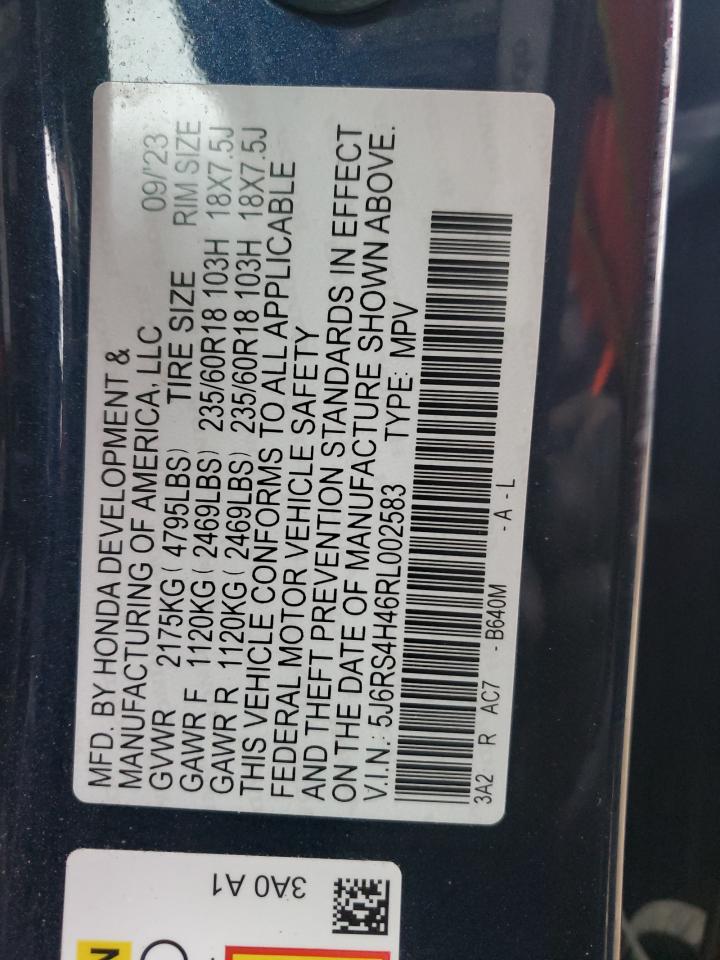 MFD. BY HONDA DEVELOPMENT &
MANUFACTURING OF AMERICA, LLC 09/'23
GVWR 2175KG ( 4795LBS) TIRE SIZE RIM SIZE
GAWR F 1120KG ( 2469LBS) 235/60R18 103H 18X7.5J
GAWR R 1120KG ( 2469LBS) 235/60R18 103H 18X7.5J
THIS VEHICLE CONFORMS TO ALL APPLICABLE
FEDERAL MOTOR VEHICLE SAFETY
AND THEFT PREVENTION STANDARDS IN EFFECT
ON THE DATE OF MANUFACTURE SHOWN ABOVE.
V.I.N.: 5J6RS4H46RL002583 TYPE: MPV
3A2 R AC7 - B640M - A - L
3A0 A1